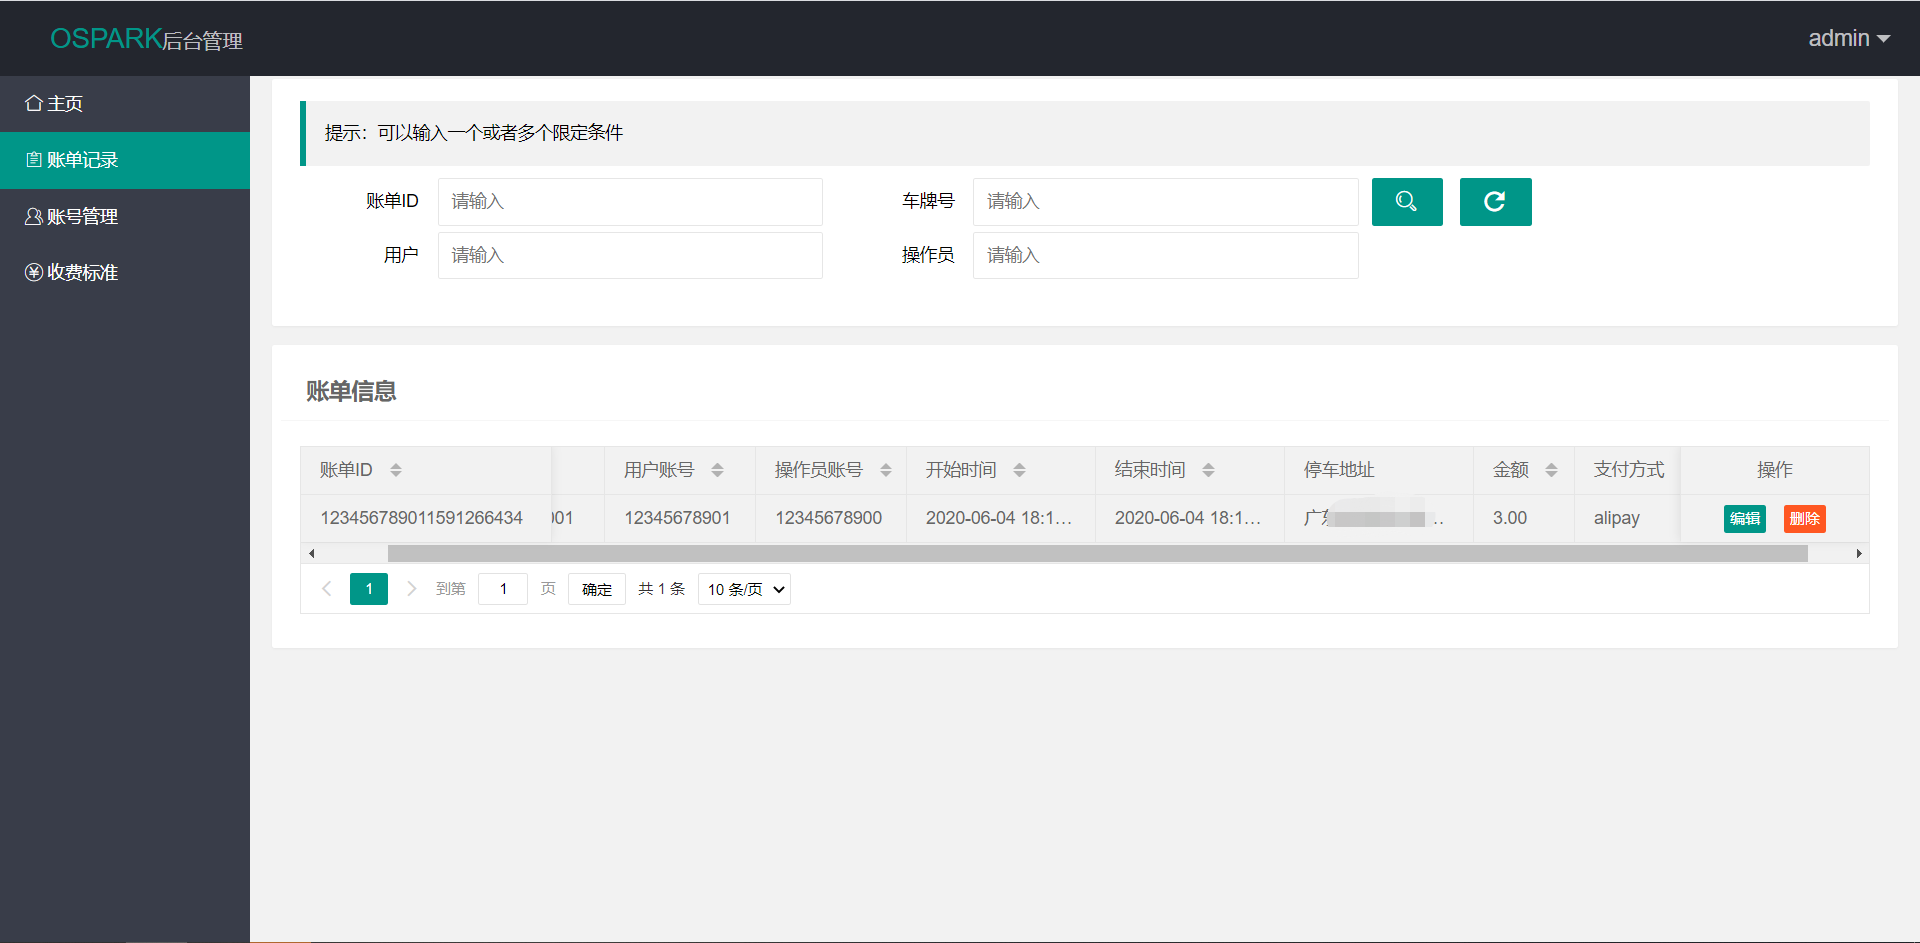 OSPARK后台管理
admin
主页
账单记录
账号管理
收费标准
提示：可以输入一个或者多个限定条件
账单ID 请输入 车牌号 请输入
用户 请输入 操作员 请输入
账单信息
账单ID 用户账号 操作员账号 开始时间 结束时间 停车地址 金额 支付方式 操作
123456789011591266434 001 12345678901 12345678900 2020-06-04 18:1... 2020-06-04 18:1... 广 3.00 alipay 编辑 删除
1 到第 1 页 确定 共 1 条 10 条/页